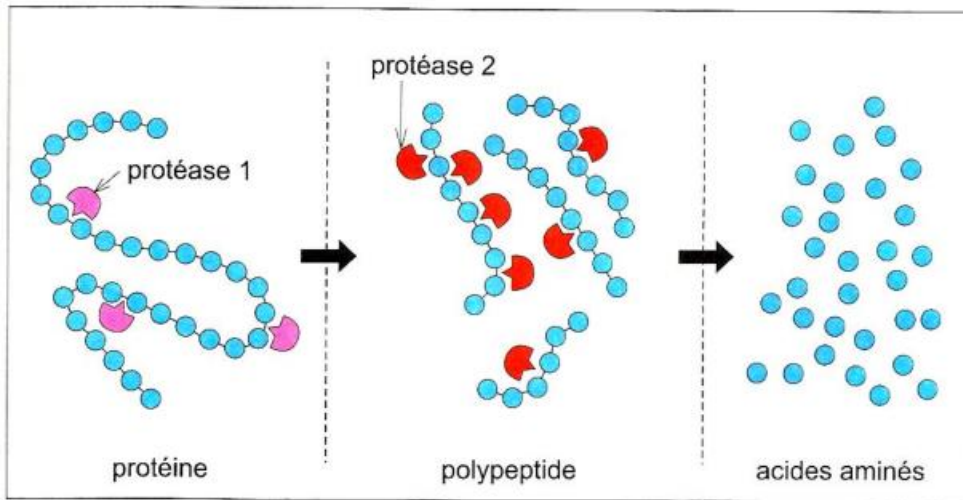 protéase 2
protéase 1
protéine
polypeptide
acides aminés